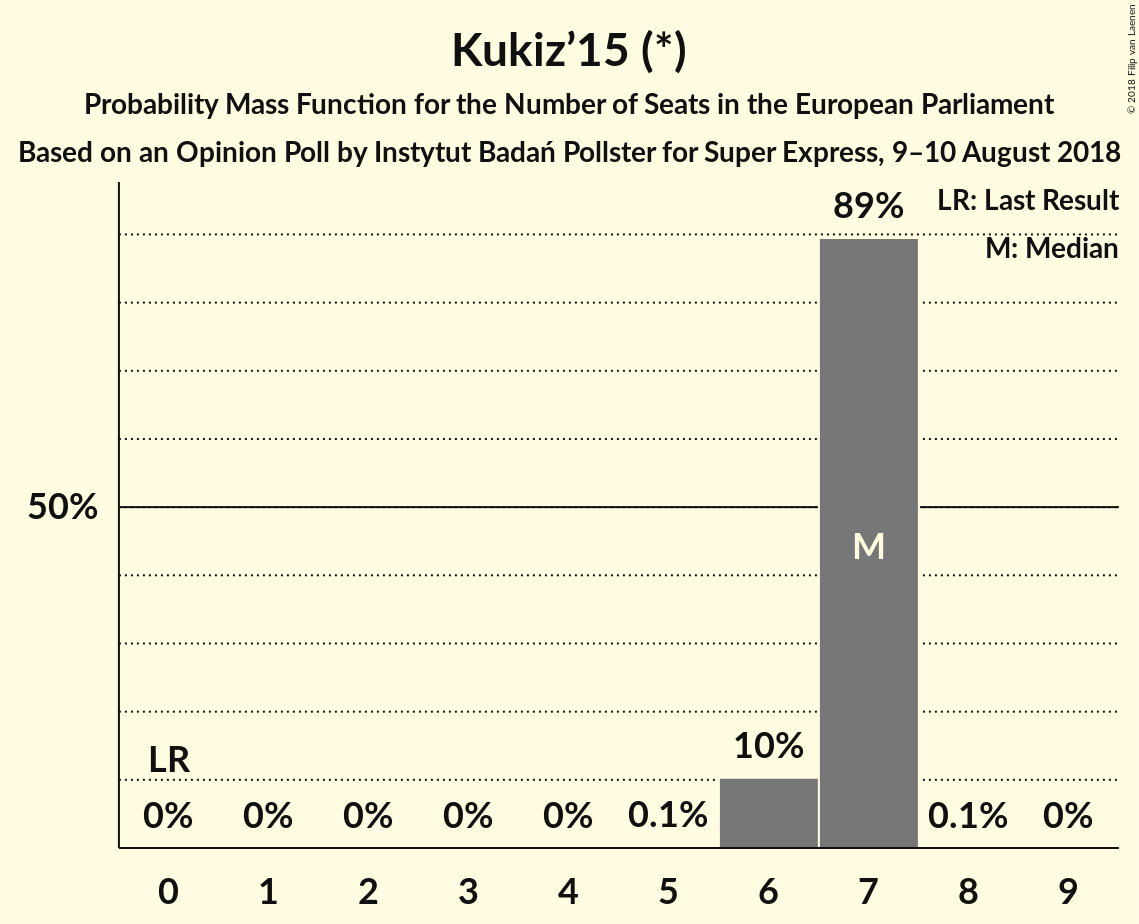 Kukiz’15 (*)
Probability Mass Function for the Number of Seats in the European Parliament
Based on an Opinion Poll by Instytut Badań Pollster for Super Express, 9–10 August 2018
© 2018 Filip van Laenen
LR: Last Result
M: Median
89%
50%
M
LR
10%
0% 0% 0% 0% 0% 0.1% 0.1% 0%
0 1 2 3 4 5 6 7 8 9